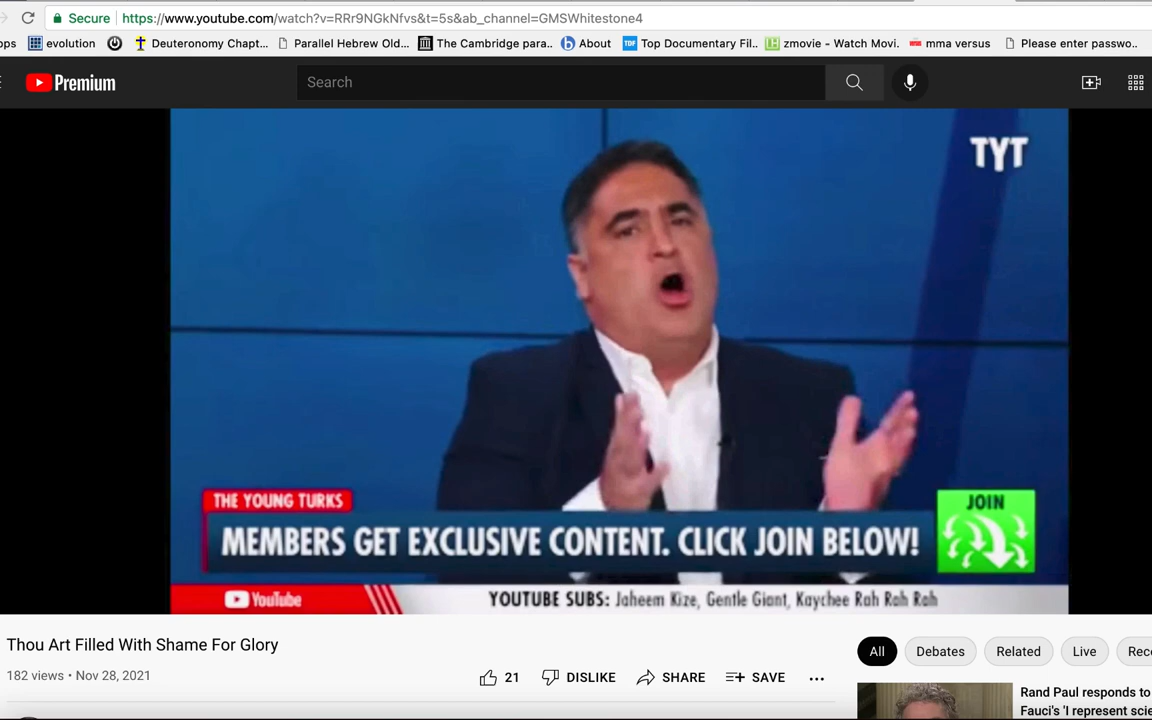 Secure https://www.youtube.com/watch?v=RRr9NGkNfvs&t=5s&ab_channel=GMSWhitestone4
ops evolution Deuteronomy Chapt... Parallel Hebrew Old... The Cambridge para.. About Top Documentary Fil.. zmovie - Watch Movi. mma versus Please enter passwo..
Premium Search
TYT
THE YOUNG TURKS
JOIN
MEMBERS GET EXCLUSIVE CONTENT. CLICK JOIN BELOW!
YouTube YOUTUBE SUBS: Jaheem Kize, Gentle Giant, Kaychee Rah Rah Rah
Thou Art Filled With Shame For Glory
All Debates Related Live Rec
182 views • Nov 28, 2021 21 DISLIKE SHARE SAVE
Rand Paul responds to
Fauci's 'I represent scie